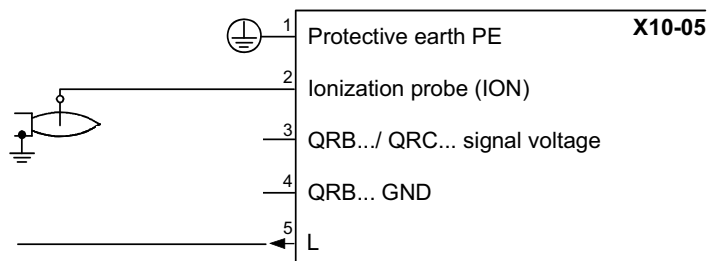 X10-05
1 Protective earth PE
2 Ionization probe (ION)
3 QRB.../ QRC... signal voltage
4 QRB... GND
5 L